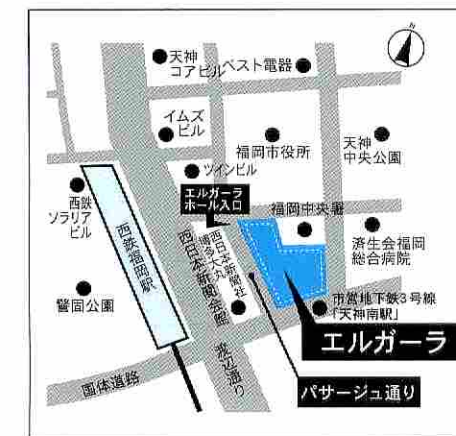 天神
コアビル
ベスト電器
イムズ
ビル
福岡市役所
天神
中央公園
ツインビル
西鉄
ソラリア
ビル
エルガーラ
ホール入口
福岡中央署
西鉄福岡駅
西日本新聞会館
博多大丸
西日本新聞社
済生会福岡
総合病院
警固公園
市営地下鉄3号線
「天神南駅」
エルガーラ
渡辺通り
国体道路
パサージュ通り